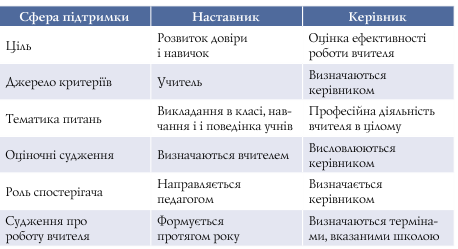 Сфера підтримки Наставник Керівник
Ціль Розвиток довіри і навичок Оцінка ефективності роботи вчителя
Джерело критеріїв Учитель Визначаються керівником
Тематика питань Викладання в класі, нав-чання і і поведінка учнів Професійна діяльність вчителя в цілому
Оціночні судження Визначаються вчителем Висловлюються керівником
Роль спостерігача Направляється педагогом Визначається керівником
Судження про роботу вчителя Формується протягом року Визначаються терміна-ми, вказаними школою